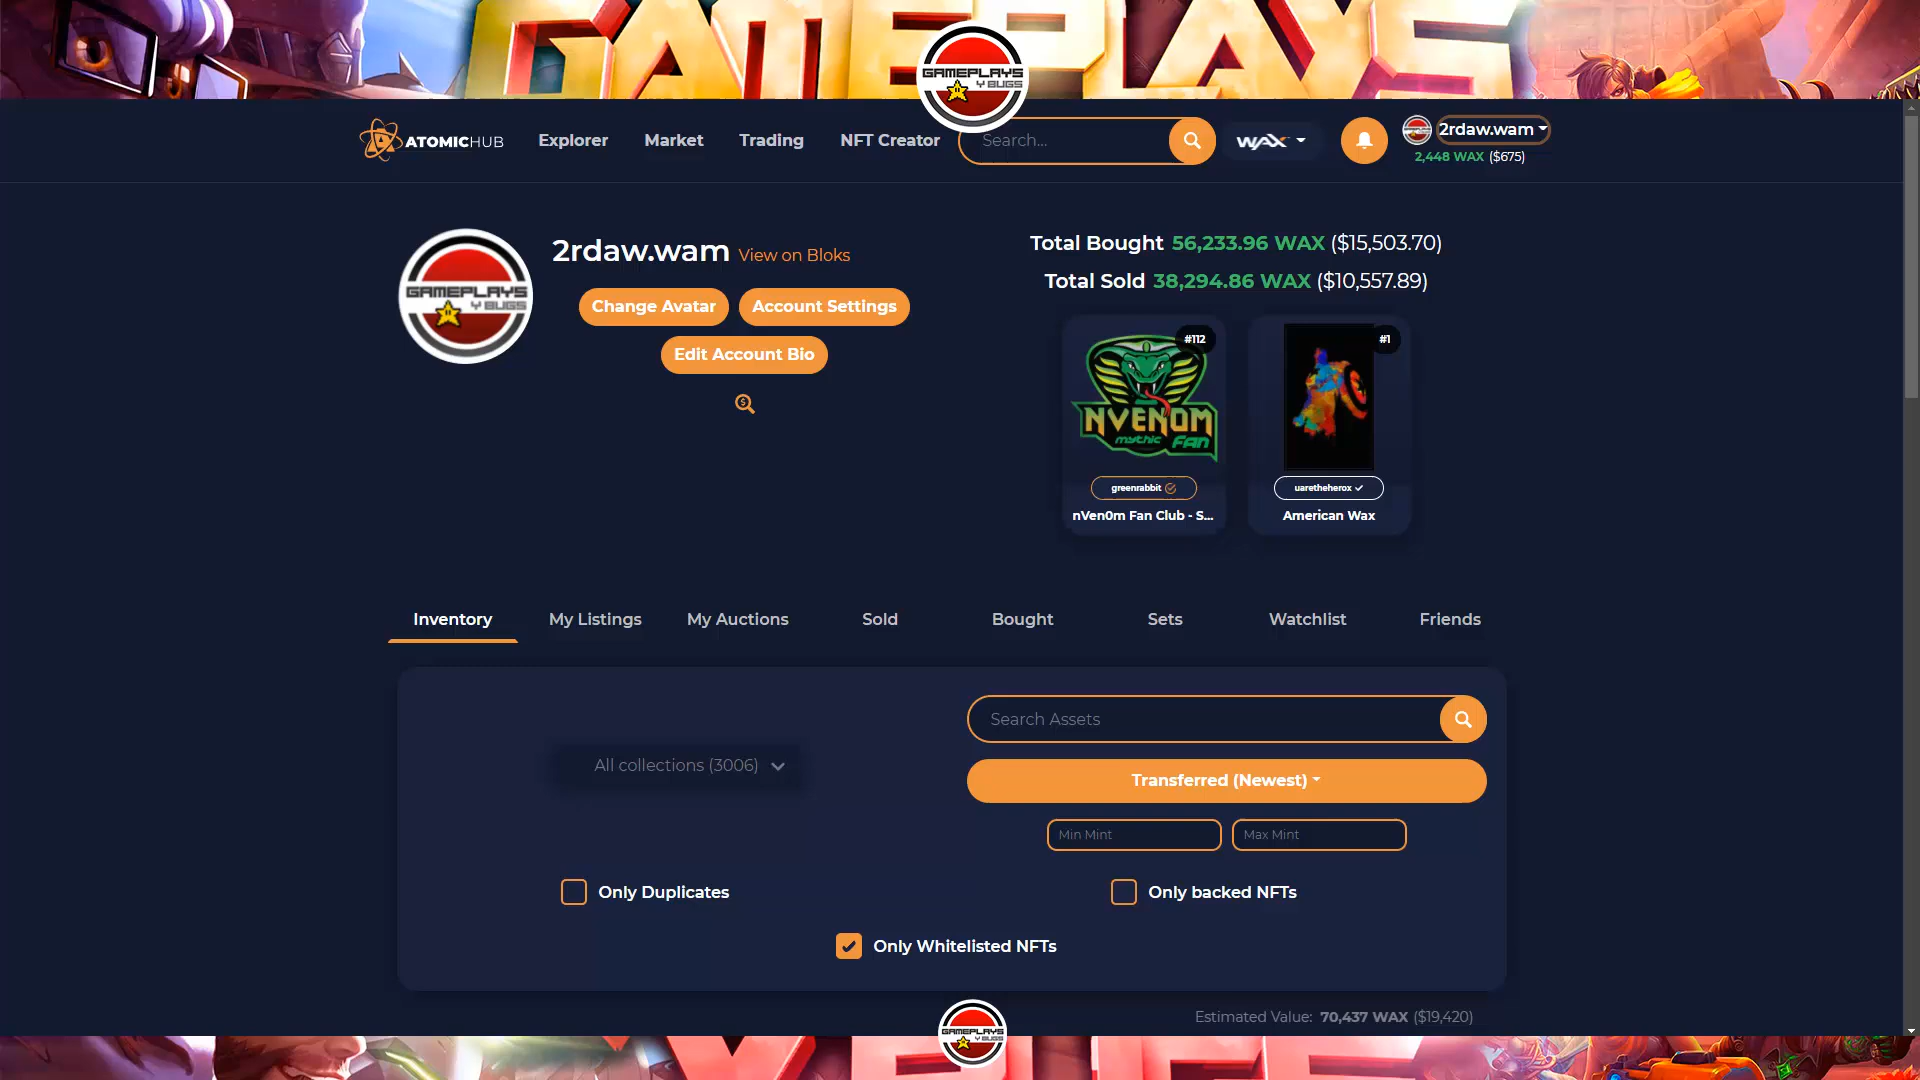 GAMEPLAYS
GAMEPLAYS
Y BUGS
ATOMICHUB
Explorer
Market
Trading
NFT Creator
Search...
WAX
2rdaw.wam
2,448 WAX ($675)
GAMEPLAYS
Y BUGS
2rdaw.wam View on Bloks
Change Avatar
Account Settings
Edit Account Bio
Total Bought 56,233.96 WAX ($15,503.70)
Total Sold 38,294.86 WAX ($10,557.89)
#112
NVENOM
mythic FAN
greenrabbit
nVen0m Fan Club - S...
#1
uaretheherox
American Wax
Inventory
My Listings
My Auctions
Sold
Bought
Sets
Watchlist
Friends
All collections (3006)
Search Assets
Transferred (Newest)
Min Mint
Max Mint
Only Duplicates
Only backed NFTs
Only Whitelisted NFTs
Estimated Value: 70,437 WAX ($19,420)
GAMEPLAYS
Y BUGS